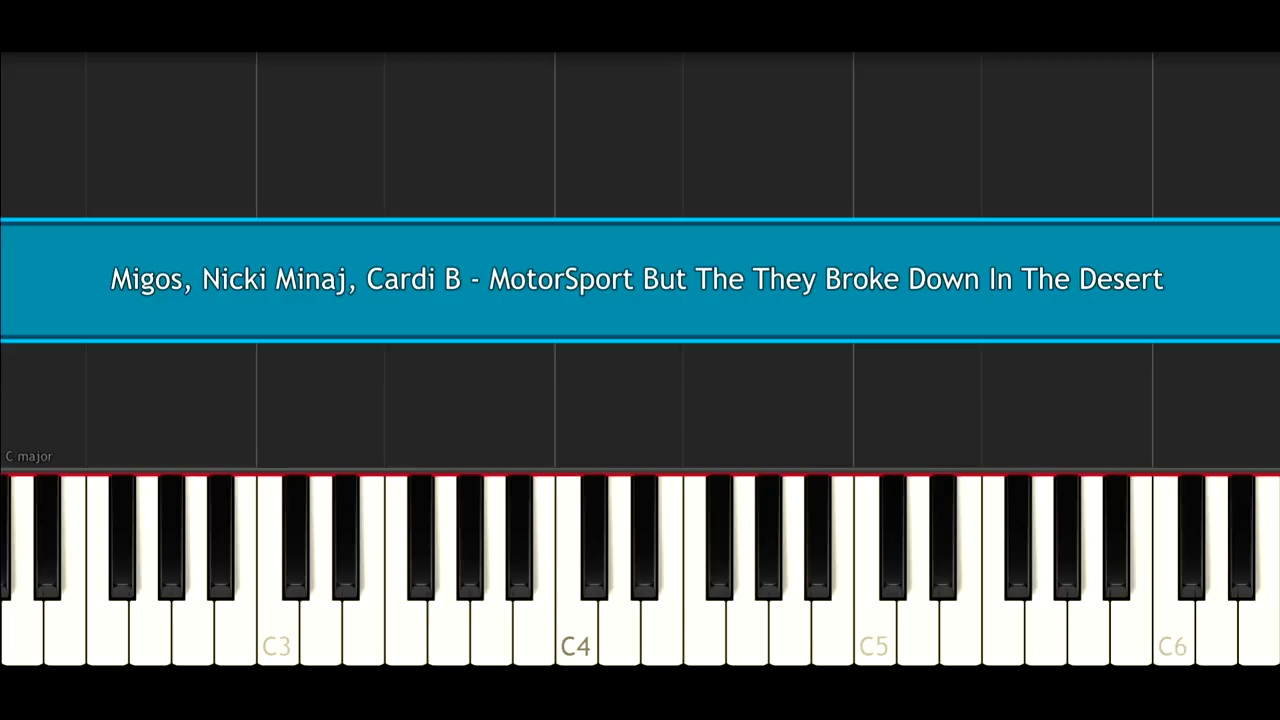 Migos, Nicki Minaj, Cardi B - MotorSport But The They Broke Down In The Desert
C major
C3 C4 C5 C6